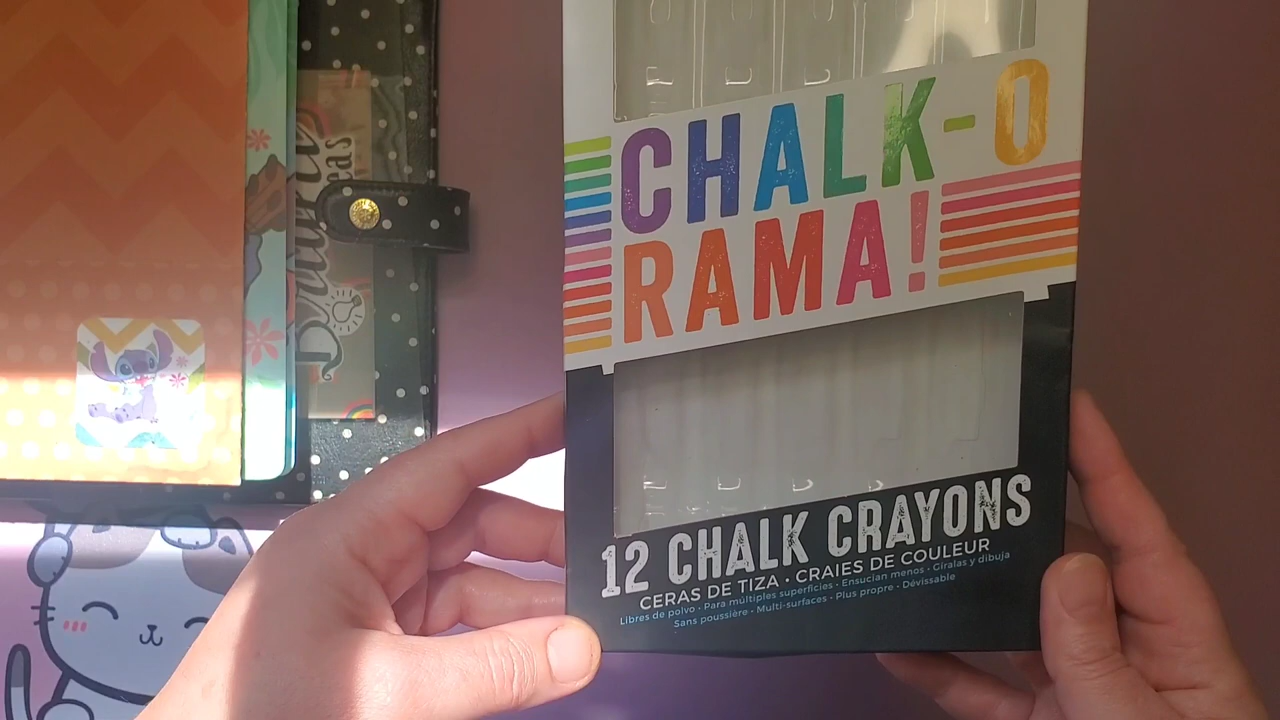 CHALK-O
RAMA!
12 CHALK CRAYONS
CERAS DE TIZA • CRAIES DE COULEUR
Libres de polvo • Para múltiples superficies • Ensucian menos • Gíralas y dibuja
Sans poussière • Multi-surfaces • Plus propre • Dévissable